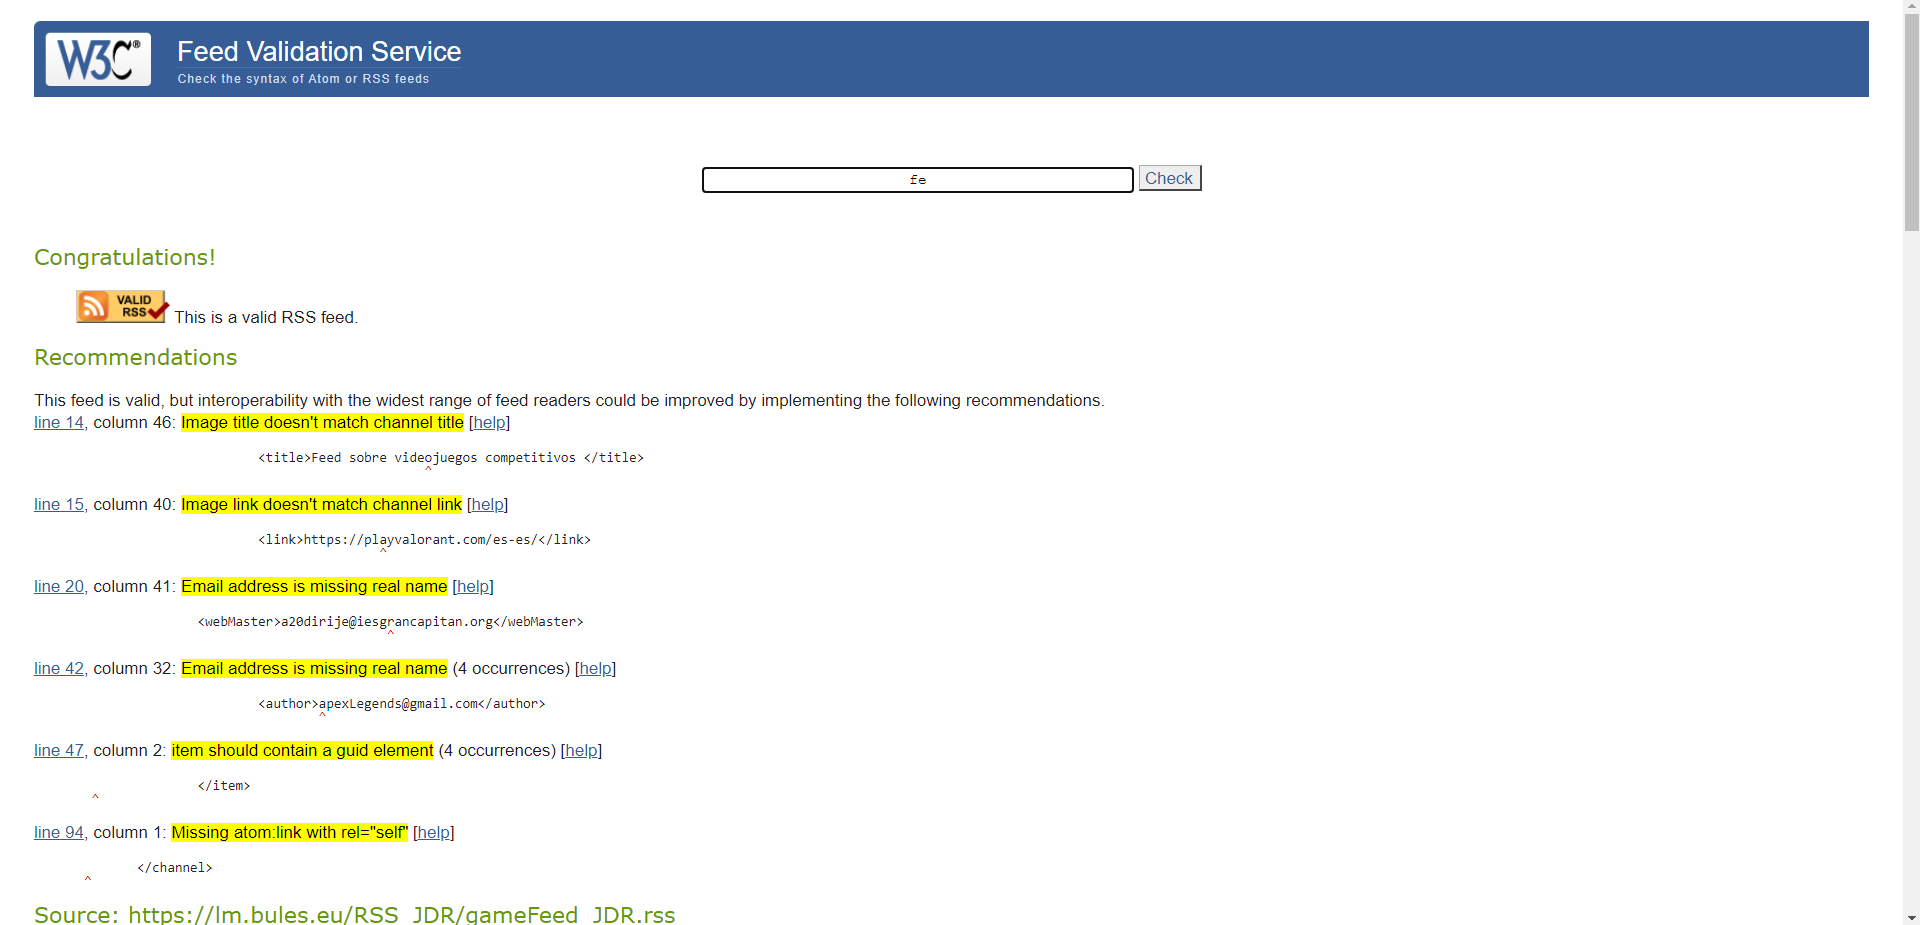 W3C®
Feed Validation Service
Check the syntax of Atom or RSS feeds
fe
Check
Congratulations!
VALID
RSS
This is a valid RSS feed.
Recommendations
This feed is valid, but interoperability with the widest range of feed readers could be improved by implementing the following recommendations.
line 14, column 46: Image title doesn't match channel title [help]
<title>Feed sobre videojuegos competitivos </title>
^
line 15, column 40: Image link doesn't match channel link [help]
<link>https://playvalorant.com/es-es/</link>
^
line 20, column 41: Email address is missing real name [help]
<webMaster>a20dirije@iesgrancapitan.org</webMaster>
^
line 42, column 32: Email address is missing real name (4 occurrences) [help]
<author>apexLegends@gmail.com</author>
^
line 47, column 2: item should contain a guid element (4 occurrences) [help]
</item>
^
line 94, column 1: Missing atom:link with rel="self" [help]
</channel>
^
Source: https://lm.bules.eu/RSS_JDR/gameFeed_JDR.rss